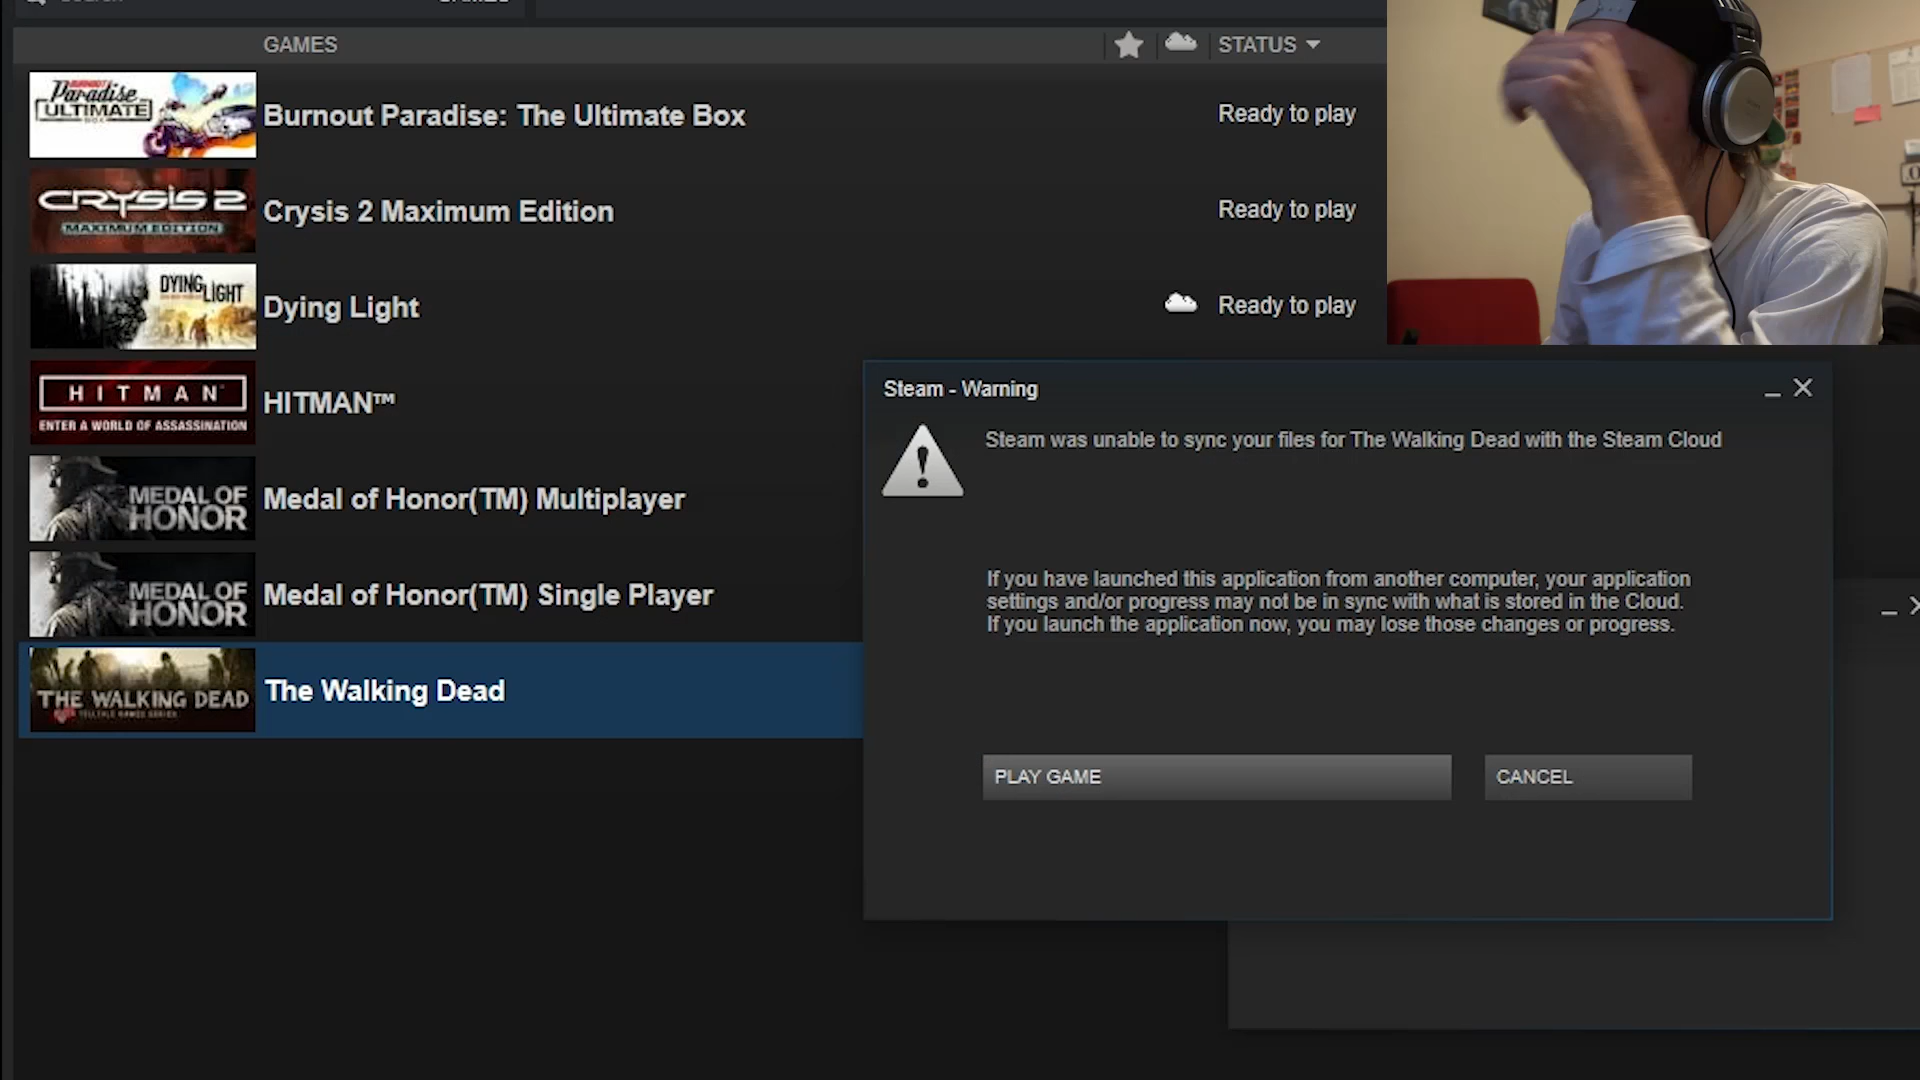 GAMES
STATUS
Burnout Paradise
ULTIMATE
BOX
Burnout Paradise: The Ultimate Box
Ready to play
CRYSIS 2
MAXIMUM EDITION
Crysis 2 Maximum Edition
Ready to play
DYING LIGHT
Dying Light
Ready to play
HITMAN
ENTER A WORLD OF ASSASSINATION
HITMAN™
MEDAL OF
HONOR
Medal of Honor(TM) Multiplayer
MEDAL OF
HONOR
Medal of Honor(TM) Single Player
THE WALKING DEAD
The Walking Dead
Steam - Warning
Steam was unable to sync your files for The Walking Dead with the Steam Cloud
If you have launched this application from another computer, your application
settings and/or progress may not be in sync with what is stored in the Cloud.
If you launch the application now, you may lose those changes or progress.
PLAY GAME
CANCEL